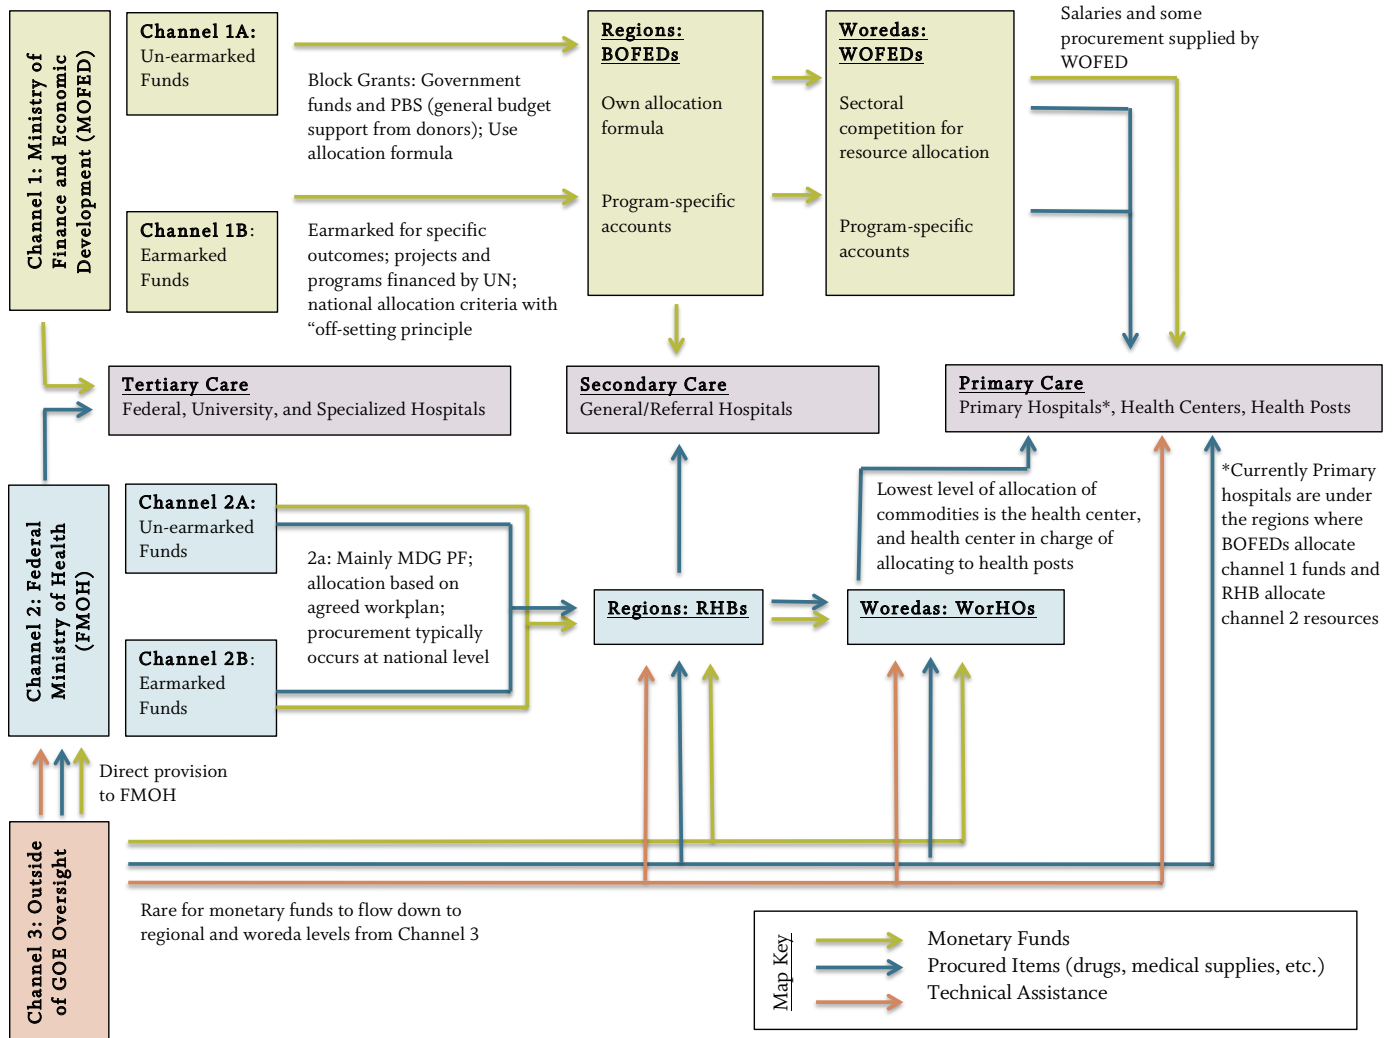 Channel 1: Ministry of
Finance and Economic
Development (MOFED)
Channel 1A:
Un-earmarked
Funds
Block Grants: Government
funds and PBS (general budget
support from donors); Use
allocation formula
Channel 1B:
Earmarked
Funds
Earmarked for specific
outcomes; projects and
programs financed by UN;
national allocation criteria with
“off-setting principle
Regions:
BOFEDs
Own allocation
formula
Program-specific
accounts
Woredas:
WOFEDs
Sectoral
competition for
resource allocation
Program-specific
accounts
Salaries and some
procurement supplied by
WOFED
Tertiary Care
Federal, University, and Specialized Hospitals
Secondary Care
General/Referral Hospitals
Primary Care
Primary Hospitals*, Health Centers, Health Posts
Channel 2: Federal
Ministry of Health
(FMOH)
Channel 2A:
Un-earmarked
Funds
2a: Mainly MDG PF;
allocation based on
agreed workplan;
procurement typically
occurs at national level
Channel 2B:
Earmarked
Funds
Regions: RHBs
Woredas: WorHOs
Lowest level of allocation of
commodities is the health center,
and health center in charge of
allocating to health posts
*Currently Primary
hospitals are under
the regions where
BOFEDs allocate
channel 1 funds and
RHB allocate
channel 2 resources
Direct provision
to FMOH
Channel 3: Outside
of GOE Oversight
Rare for monetary funds to flow down to
regional and woreda levels from Channel 3
Map Key
Monetary Funds
Procured Items (drugs, medical supplies, etc.)
Technical Assistance